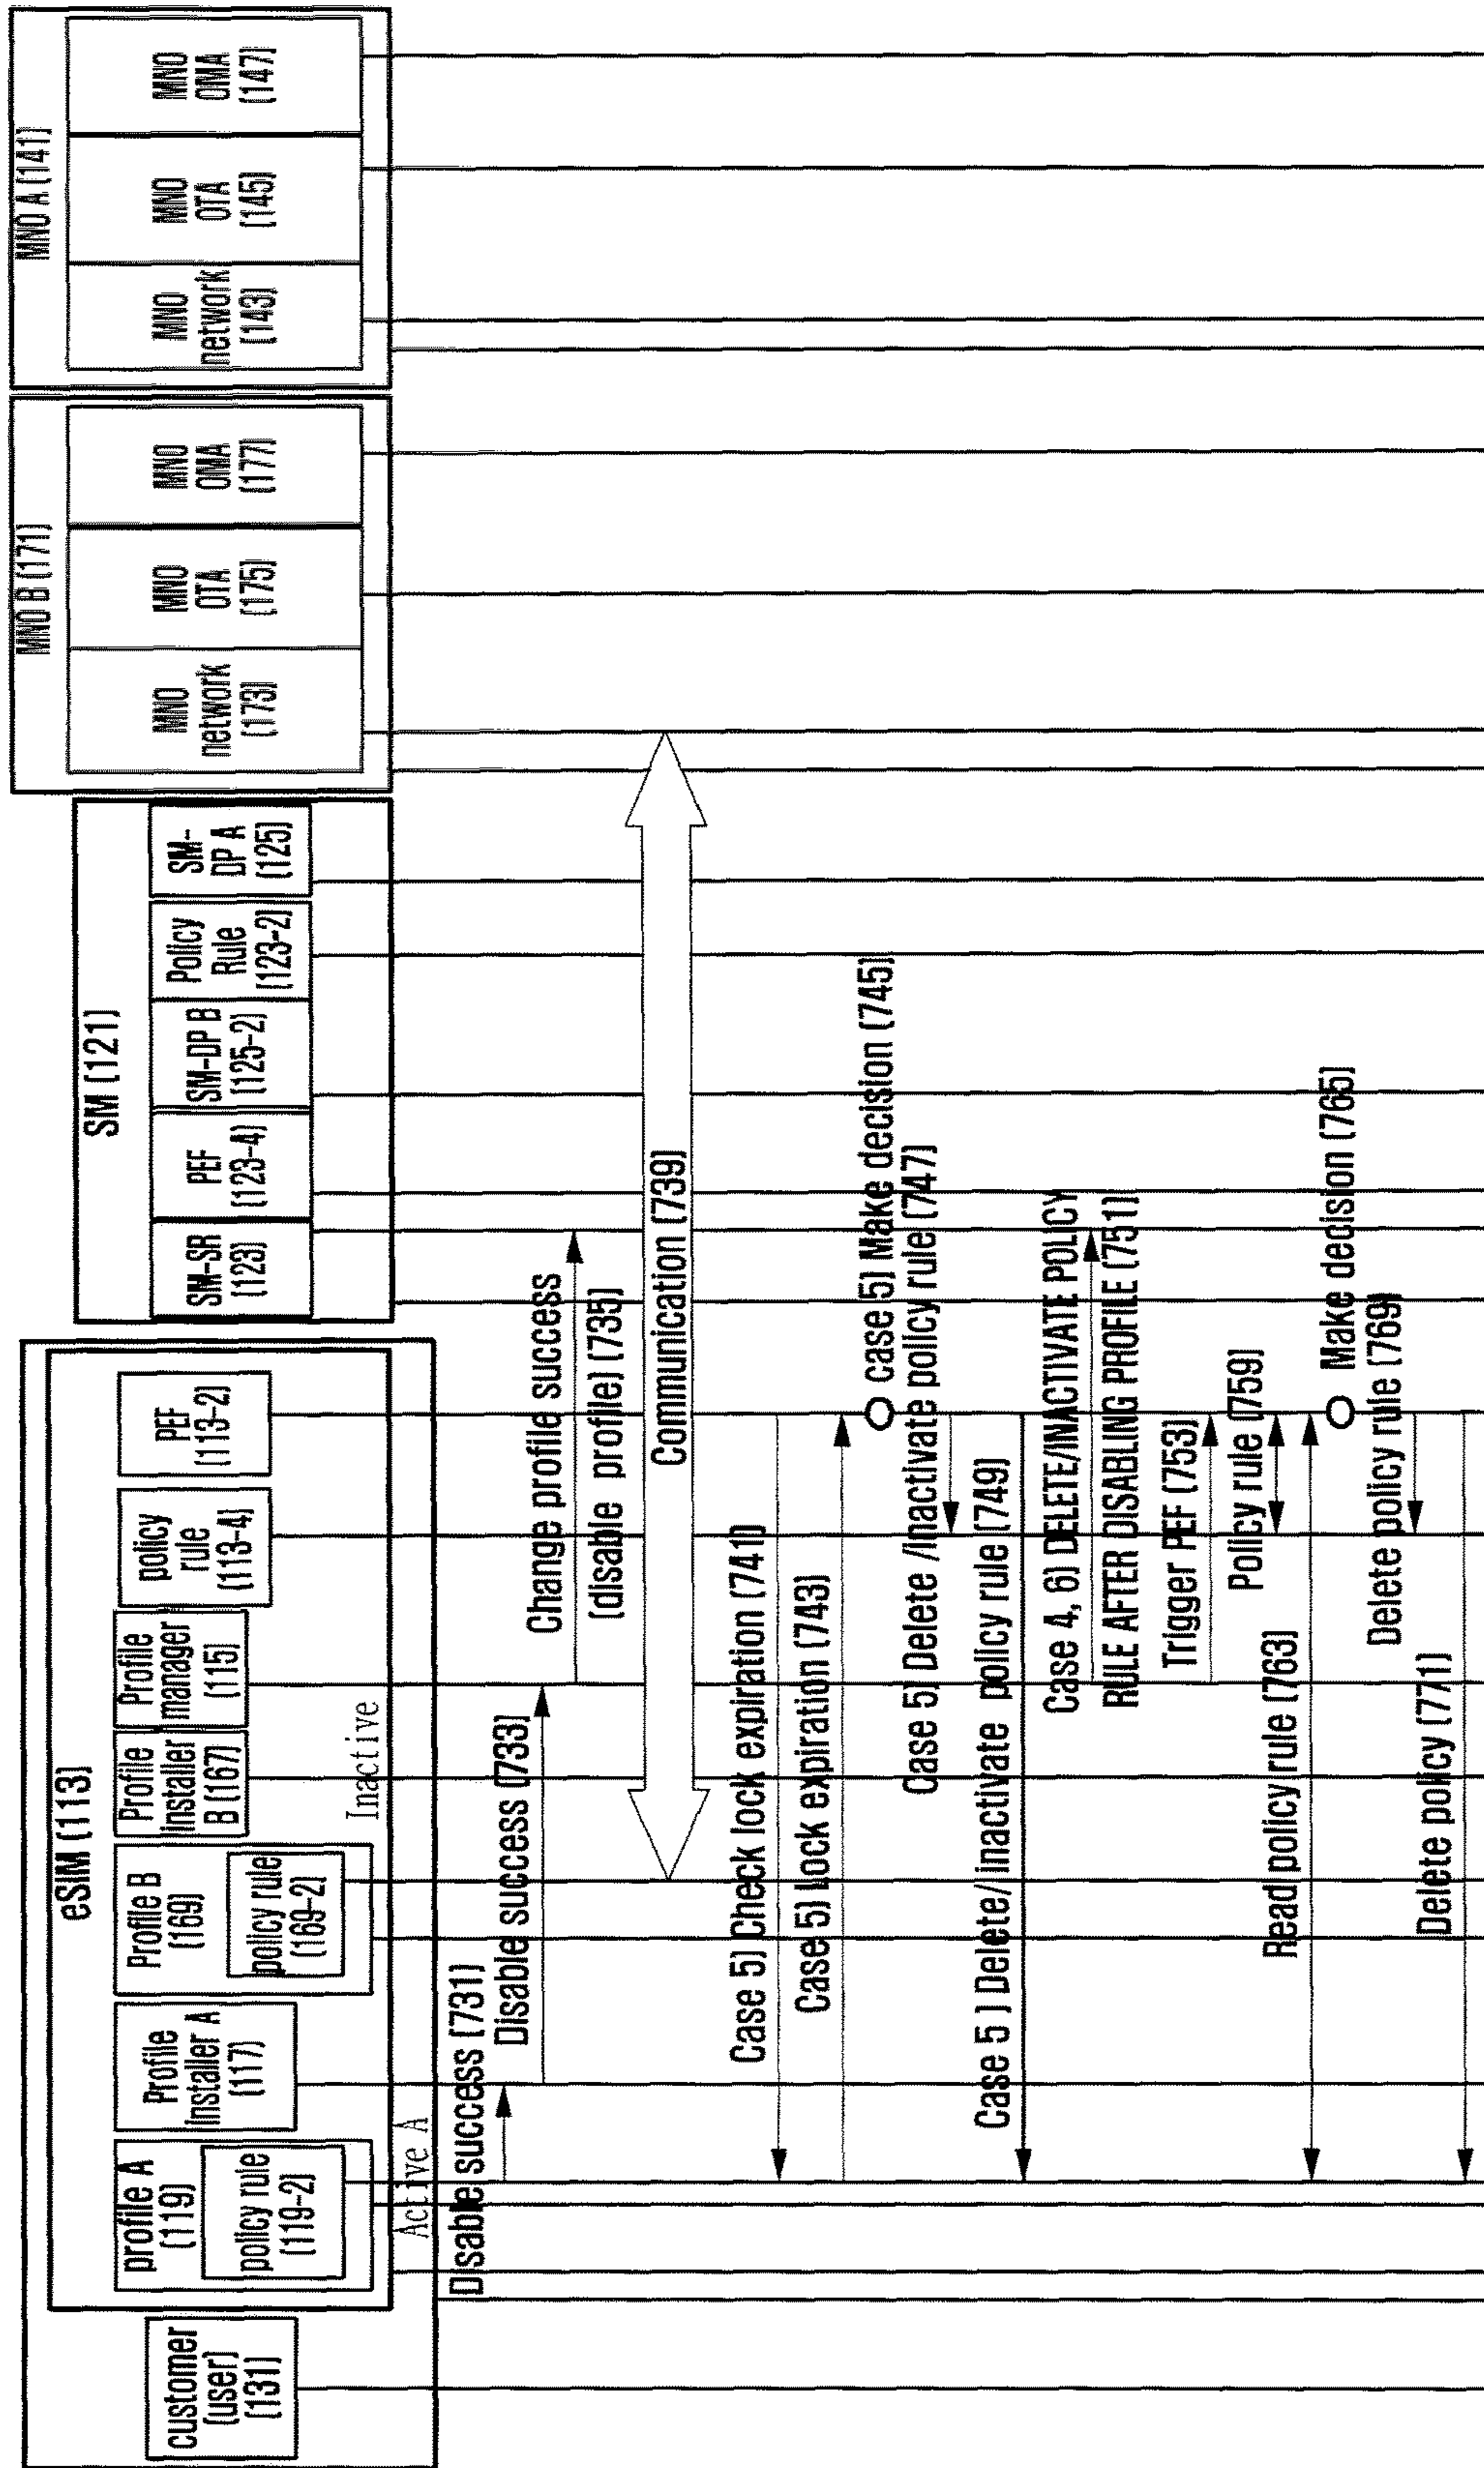 customer
(user)
(131)
eSIM (113)
profile A
(119)
policy rule
(119-2)
Active A
Profile
installer A
(117)
Profile B
(169)
policy rule
(169-2)
Inactive
Profile
installer
B (167)
Profile
manager
(115)
policy
rule
(113-4)
PEF
(113-2)
SM (121)
SM-SR
(123)
PEF
(123-4)
SM-DP B
(125-2)
Policy
Rule
(123-2)
SM-
DP A
(125)
MNO B (171)
MNO
network
(173)
MNO
OTA
(175)
MNO
OMA
(177)
MNO A (141)
MNO
network
(143)
MNO
OTA
(145)
MNO
OMA
(147)
Disable success (731)
Disable success (733)
Change profile success
(disable profile) (735)
Communication (739)
Case 5) Check lock expiration (741)
Case 5) Lock expiration (743)
case 5) Make decision (745)
Case 5) Delete /inactivate policy rule (747)
Case 5 ) Delete/inactivate policy rule (749)
Case 4, 6) DELETE/INACTIVATE POLICY
RULE AFTER DISABLING PROFILE (751)
Trigger PEF (753)
Policy rule (759)
Read policy rule (763)
Make decision (765)
Delete policy rule (769)
Delete policy (771)